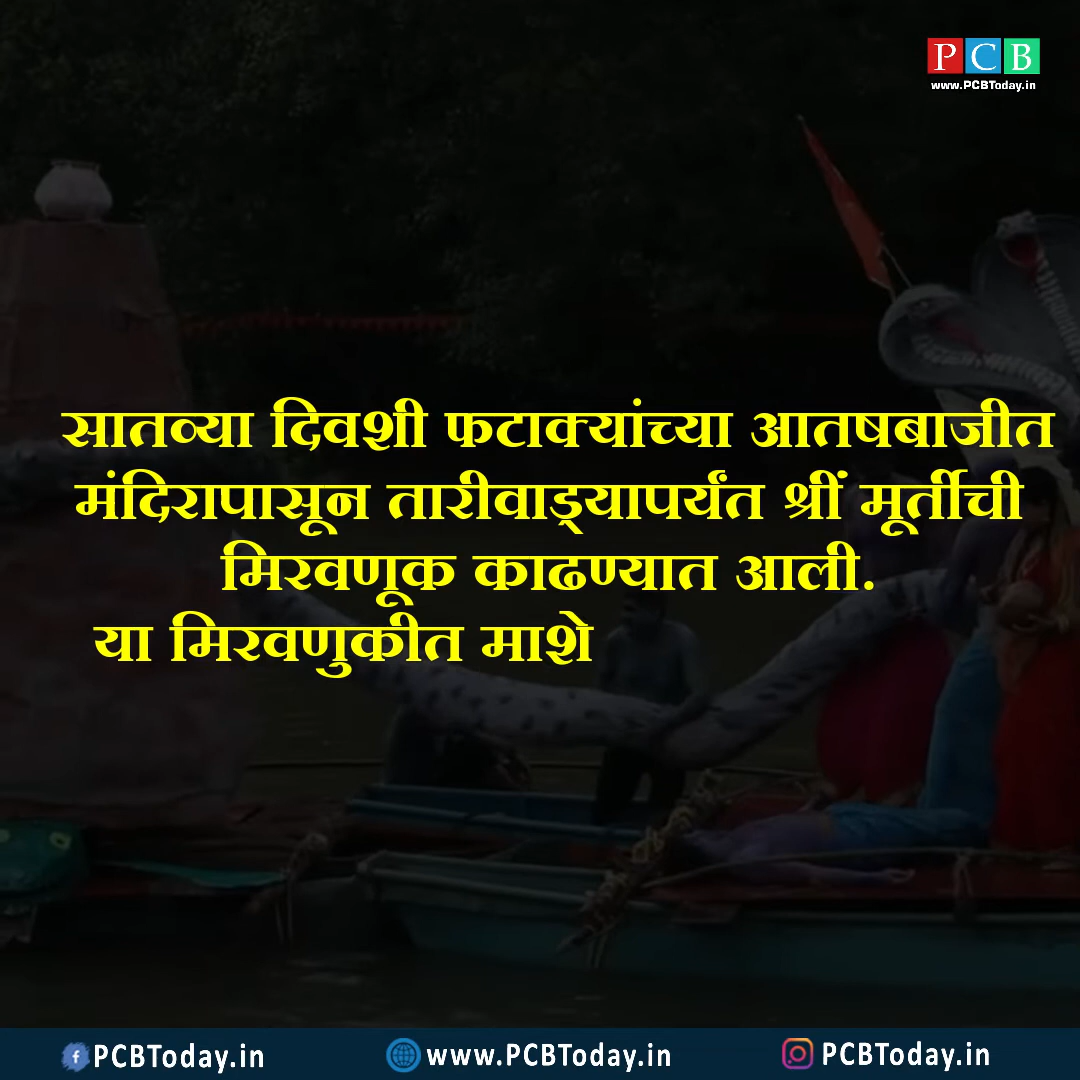 PCB
www.PCBToday.in
सातव्या दिवशी फटाक्यांच्या आतषबाजीत
मंदिरापासून तारीवाड्यापर्यंत श्रीं मूर्तीची
मिरवणूक काढण्यात आली.
या मिरवणुकीत माशे
PCBToday.in www.PCBToday.in PCBToday.in